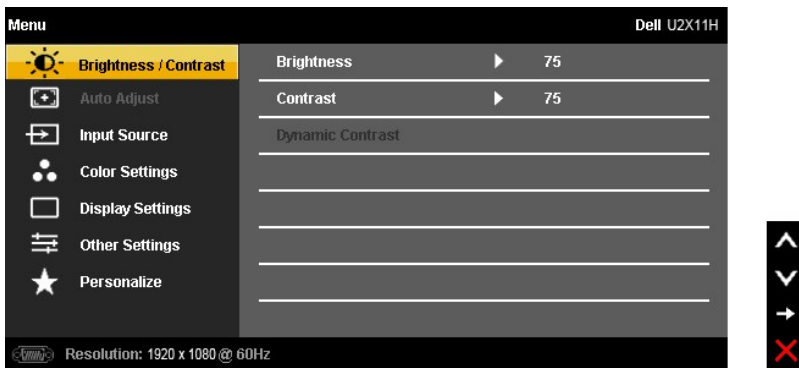 Menu Dell U2X11H
Brightness / Contrast Brightness 75
Auto Adjust Contrast 75
Input Source Dynamic Contrast
Color Settings
Display Settings
Other Settings
Personalize
Resolution: 1920 x 1080 @ 60Hz